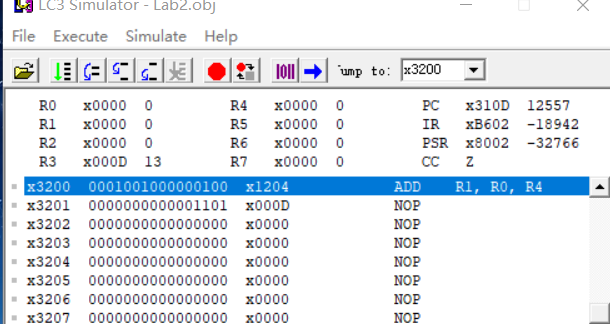 LC3 Simulator - Lab2.obj
File Execute Simulate Help
Jump to: x3200
R0 x0000 0 R4 x0000 0 PC x310D 12557
R1 x0000 0 R5 x0000 0 IR xB602 -18942
R2 x0000 0 R6 x0000 0 PSR x8002 -32766
R3 x000D 13 R7 x0000 0 CC Z
x3200 0001001000000100 x1204 ADD R1, R0, R4
x3201 0000000000001101 x000D NOP
x3202 0000000000000000 x0000 NOP
x3203 0000000000000000 x0000 NOP
x3204 0000000000000000 x0000 NOP
x3205 0000000000000000 x0000 NOP
x3206 0000000000000000 x0000 NOP
x3207 0000000000000000 x0000 NOP